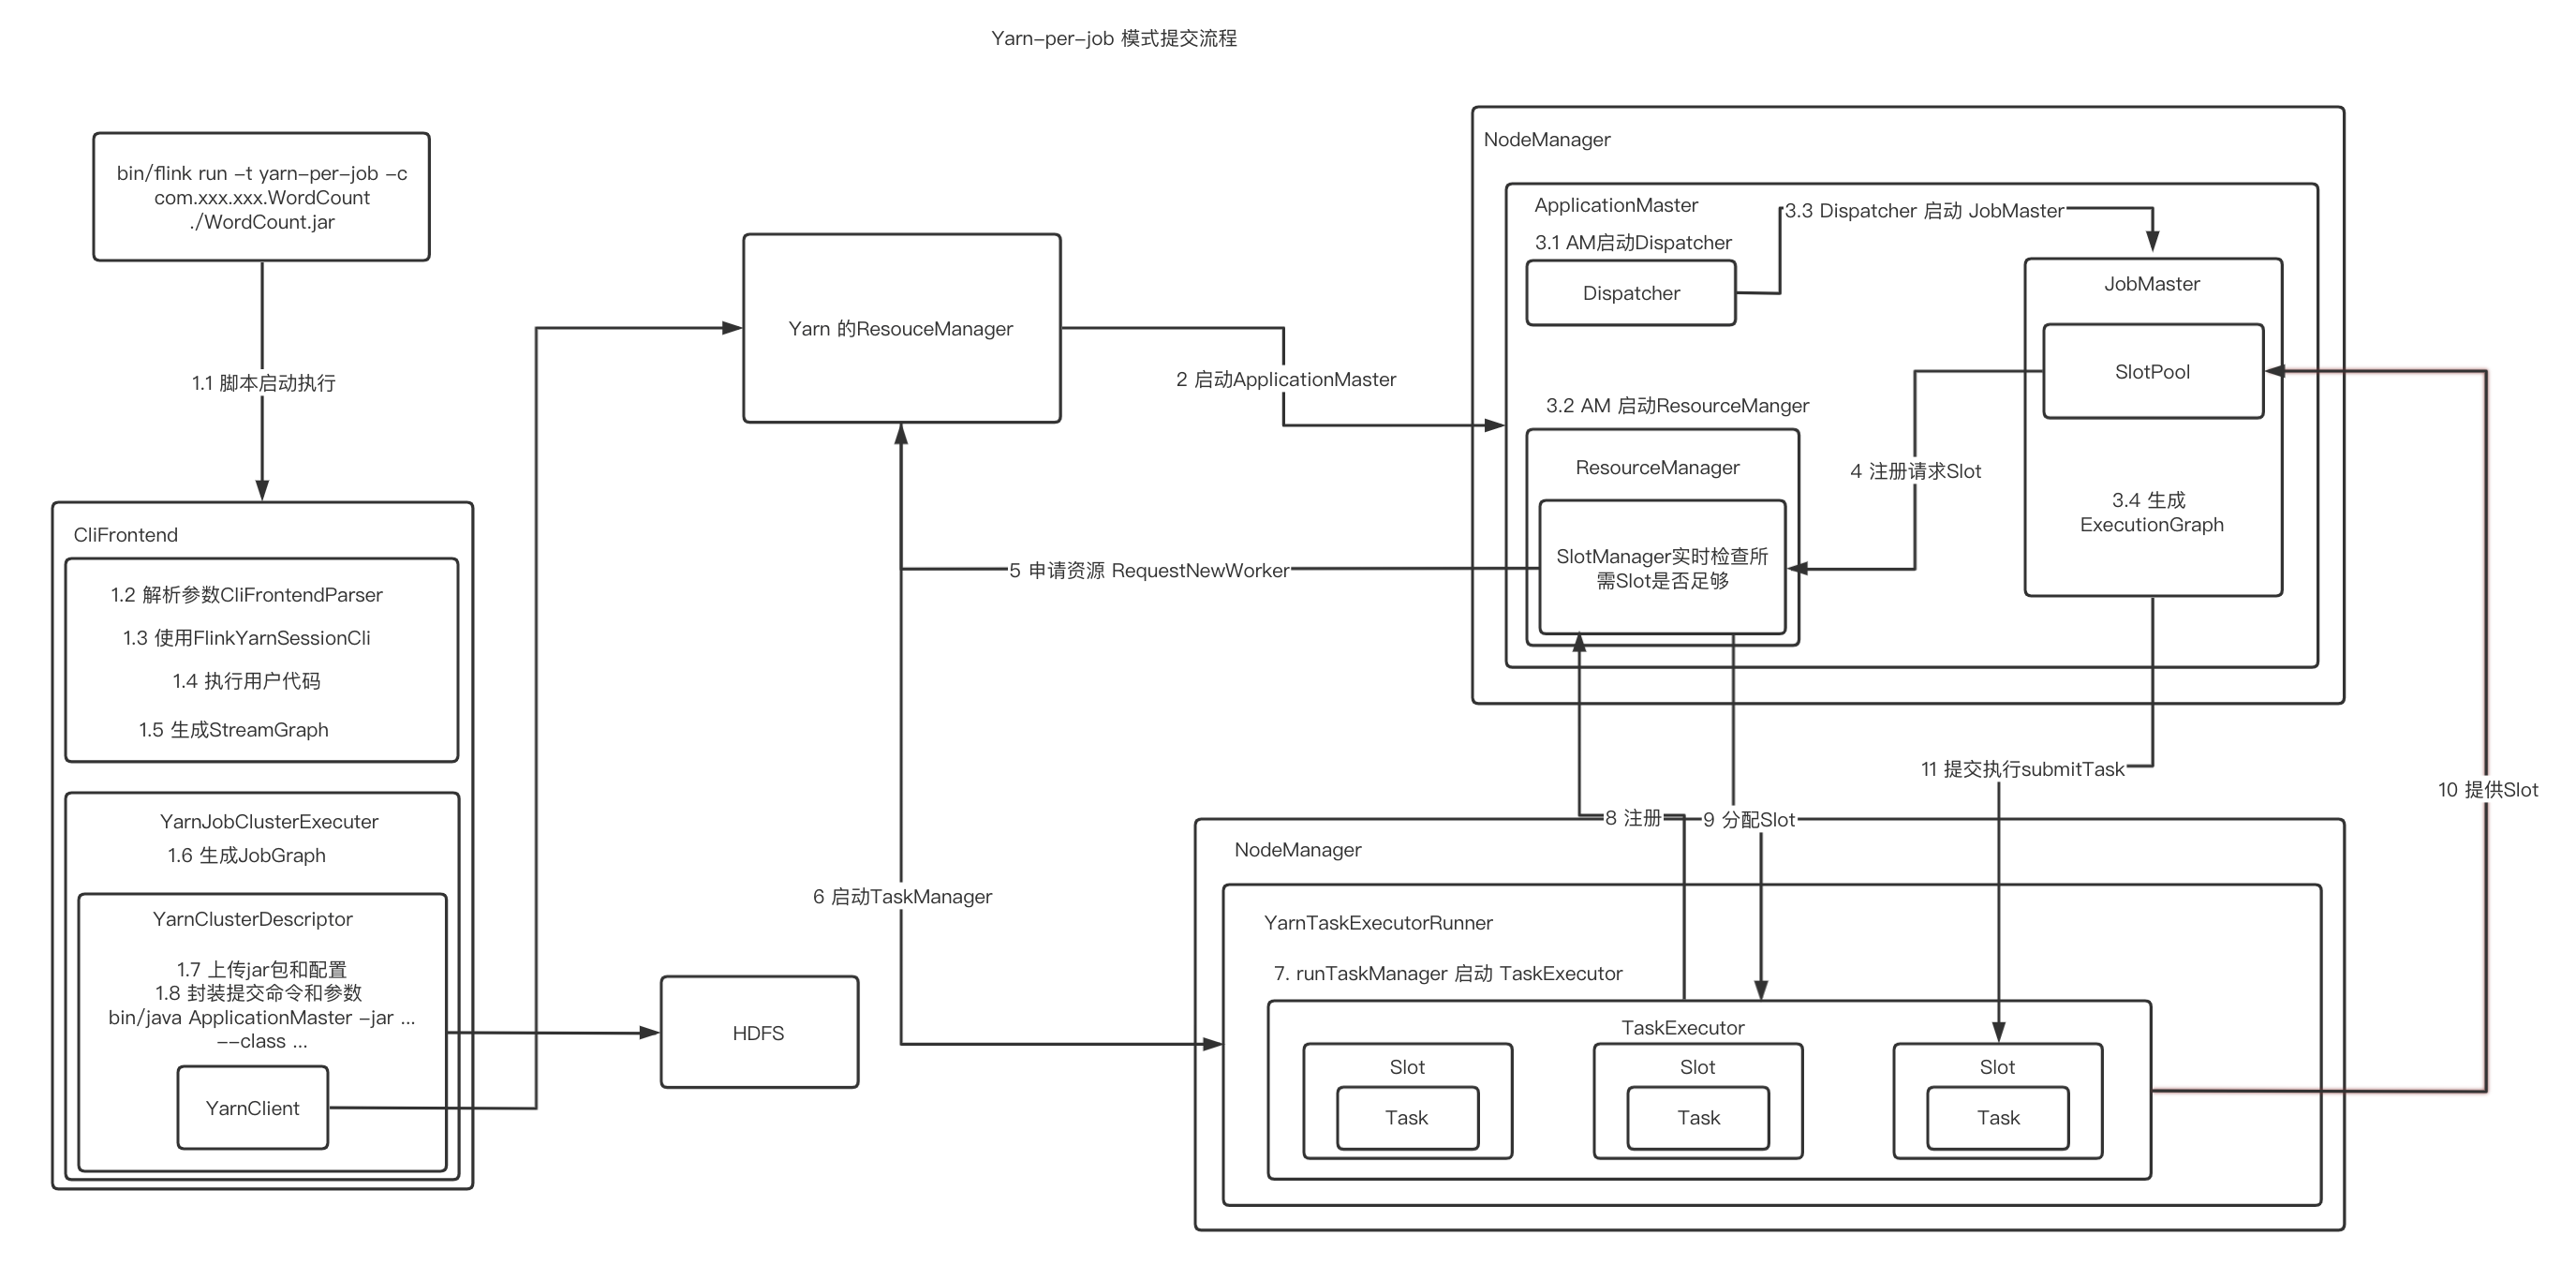 Yarn-per-job 模式提交流程
bin/flink run -t yarn-per-job -c
com.xxx.xxx.WordCount
./WordCount.jar
1.1 脚本启动执行
CliFrontend
1.2 解析参数CliFrontendParser
1.3 使用FlinkYarnSessionCli
1.4 执行用户代码
1.5 生成StreamGraph
YarnJobClusterExecuter
1.6 生成JobGraph
YarnClusterDescriptor
1.7 上传jar包和配置
1.8 封装提交命令和参数
bin/java ApplicationMaster -jar ...
--class ...
YarnClient
HDFS
Yarn 的ResouceManager
2 启动ApplicationMaster
NodeManager
ApplicationMaster
3.1 AM启动Dispatcher
Dispatcher
3.3 Dispatcher 启动 JobMaster
JobMaster
SlotPool
3.4 生成
ExecutionGraph
3.2 AM 启动ResourceManger
ResourceManager
SlotManager实时检查所
需Slot是否足够
4 注册请求Slot
5 申请资源 RequestNewWorker
6 启动TaskManager
8 注册
9 分配Slot
11 提交执行submitTask
10 提供Slot
NodeManager
YarnTaskExecutorRunner
7. runTaskManager 启动 TaskExecutor
TaskExecutor
Slot
Task
Slot
Task
Slot
Task